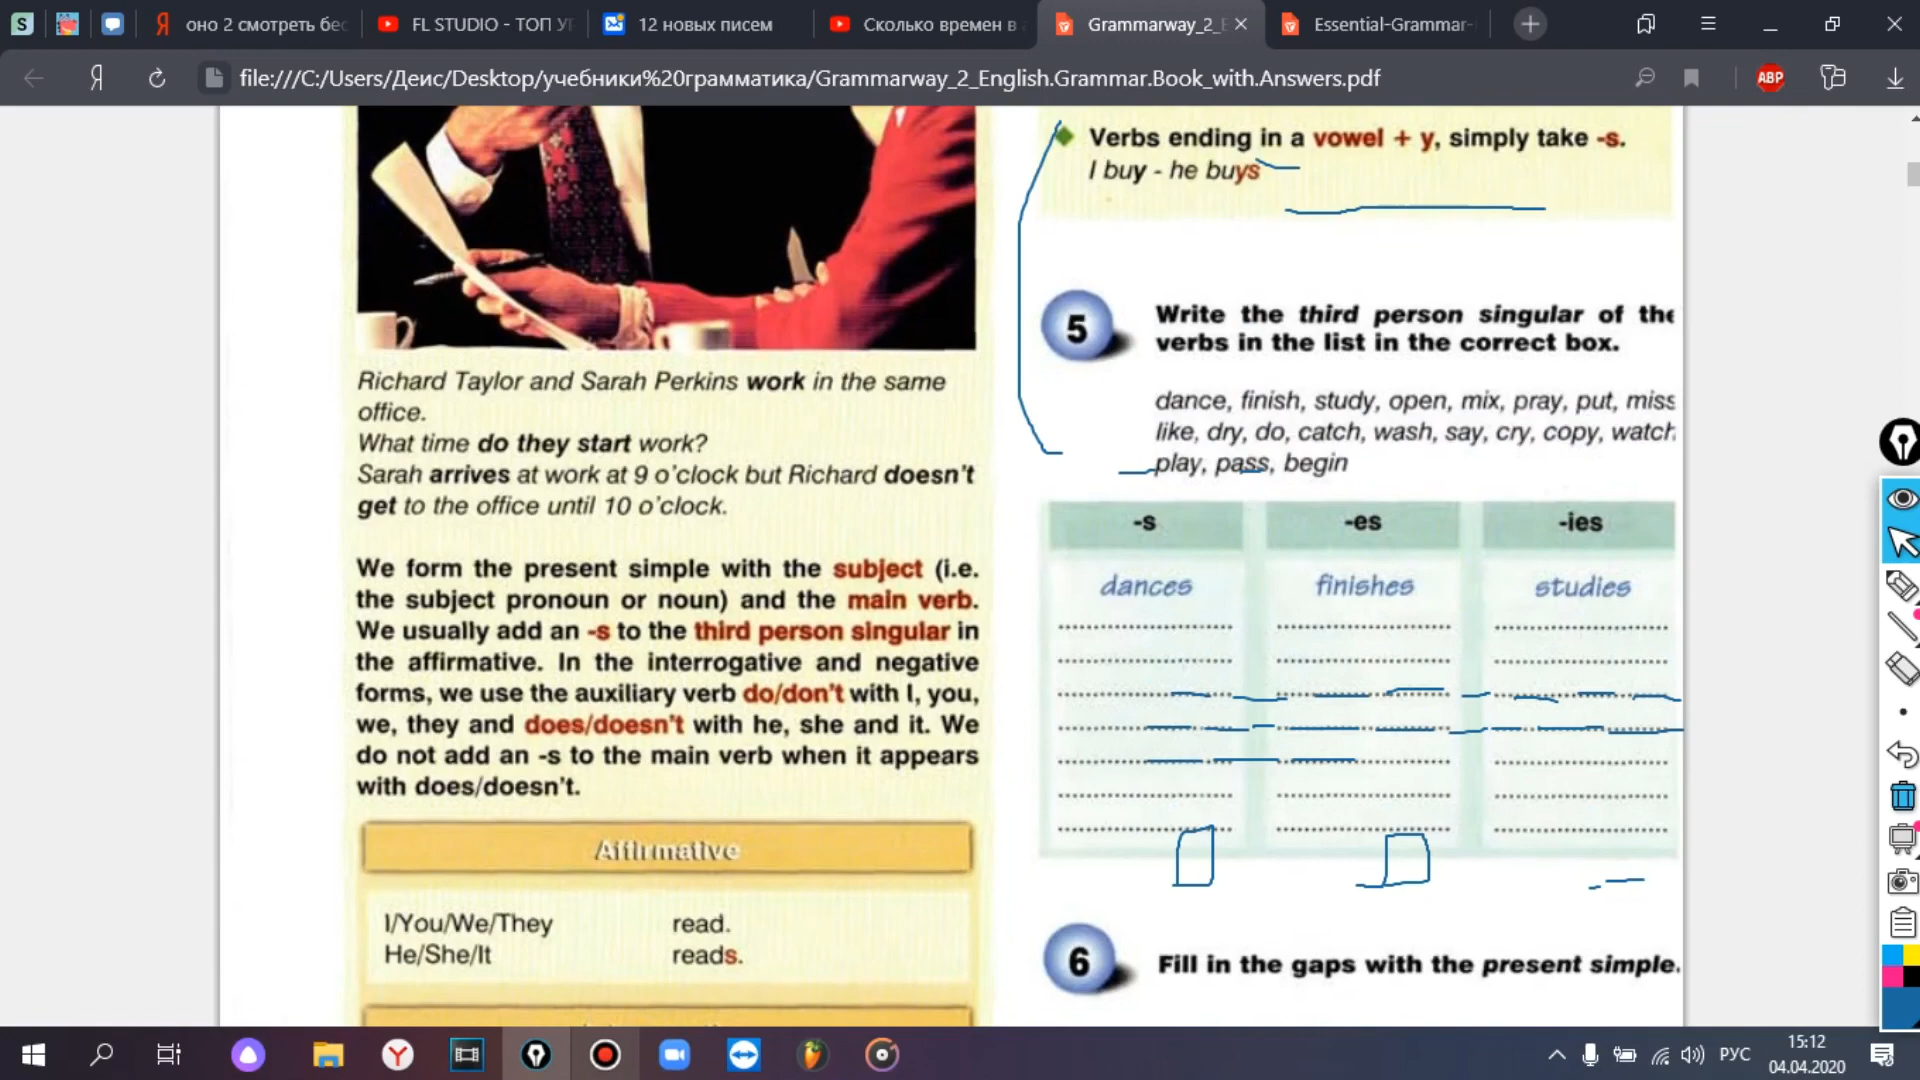 S
Я
оно 2 смотреть бес
FL STUDIO - ТОП УГ
12 новых писем
Сколько времен в а
Grammarway_2_E
Essential-Grammar-
Я
file:///C:/Users/Деис/Desktop/учебники%20грамматика/Grammarway_2_English.Grammar.Book_with.Answers.pdf
ABP
Richard Taylor and Sarah Perkins work in the same
office.
What time do they start work?
Sarah arrives at work at 9 o'clock but Richard doesn't
get to the office until 10 o'clock.
We form the present simple with the subject (i.e.
the subject pronoun or noun) and the main verb.
We usually add an -s to the third person singular in
the affirmative. In the interrogative and negative
forms, we use the auxiliary verb do/don't with I, you,
we, they and does/doesn't with he, she and it. We
do not add an -s to the main verb when it appears
with does/doesn't.
Affirmative
I/You/We/They read.
He/She/It reads.
Verbs ending in a vowel + y, simply take -s.
I buy - he buys
5
Write the third person singular of the
verbs in the list in the correct box.
dance, finish, study, open, mix, pray, put, miss
like, dry, do, catch, wash, say, cry, copy, watch,
play, pass, begin
-s -es -ies
dances finishes studies
6
Fill in the gaps with the present simple.
Y
РУС
15:12
04.04.2020